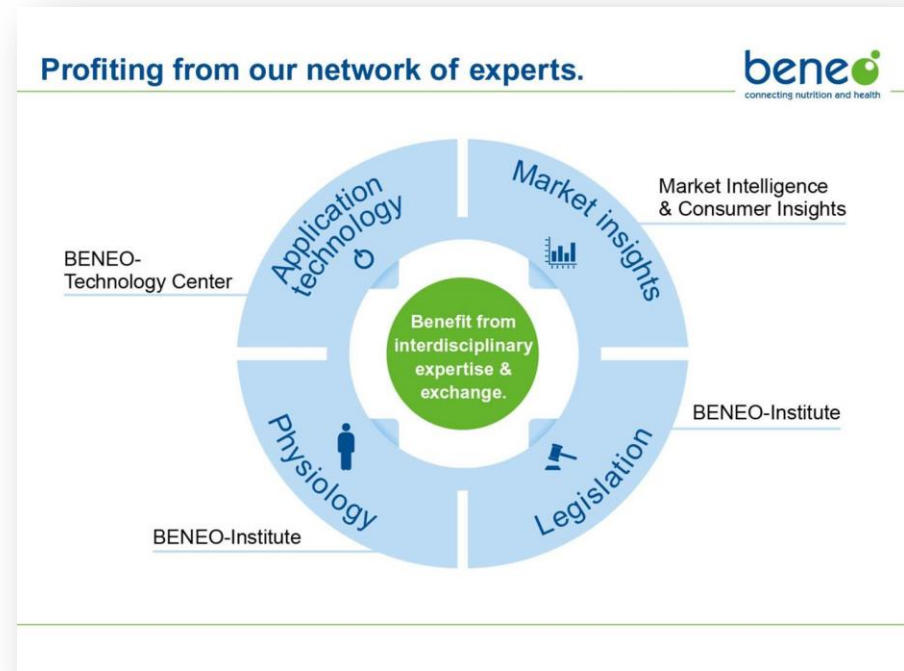 Profiting from our network of experts.
beneo
connecting nutrition and health
Application
technology
Market insights
Market Intelligence
& Consumer Insights
BENEO-
Technology Center
Benefit from
interdisciplinary
expertise &
exchange.
BENEO-Institute
Physiology
Legislation
BENEO-Institute